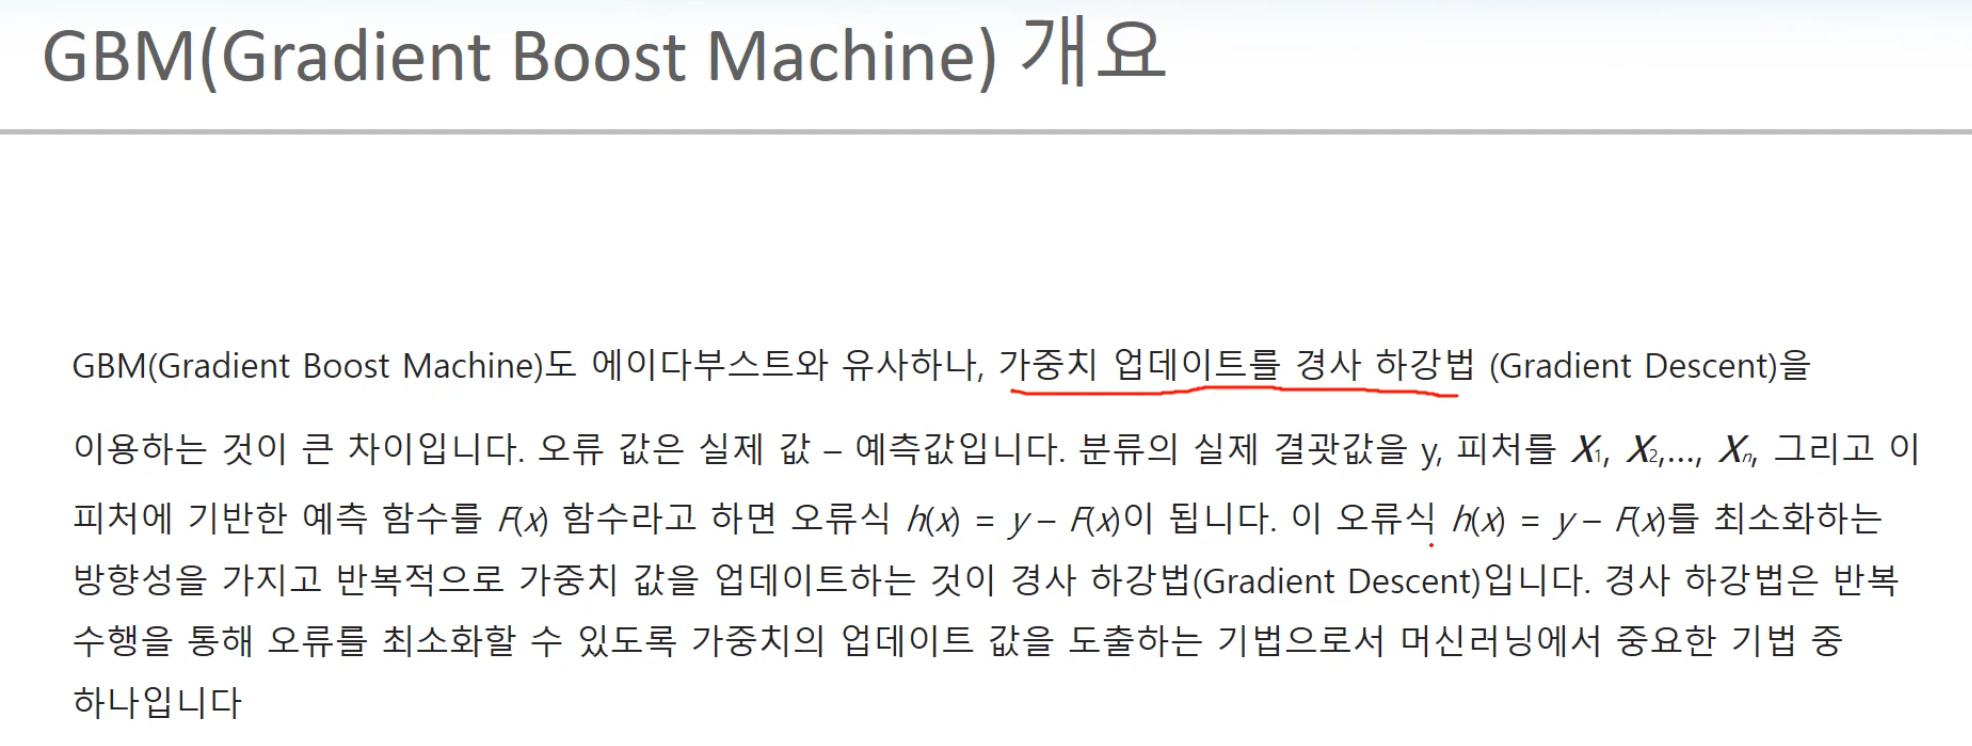 GBM(Gradient Boost Machine) 개요
GBM(Gradient Boost Machine)도 에이다부스트와 유사하나, 가중치 업데이트를 경사 하강법 (Gradient Descent)을
이용하는 것이 큰 차이입니다. 오류 값은 실제 값 – 예측값입니다. 분류의 실제 결괏값을 y, 피처를 X₁, X₂,..., Xₙ, 그리고 이
피처에 기반한 예측 함수를 F(x) 함수라고 하면 오류식 h(x) = y – F(x)이 됩니다. 이 오류식 h(x) = y – F(x)를 최소화하는
방향성을 가지고 반복적으로 가중치 값을 업데이트하는 것이 경사 하강법(Gradient Descent)입니다. 경사 하강법은 반복
수행을 통해 오류를 최소화할 수 있도록 가중치의 업데이트 값을 도출하는 기법으로서 머신러닝에서 중요한 기법 중
하나입니다